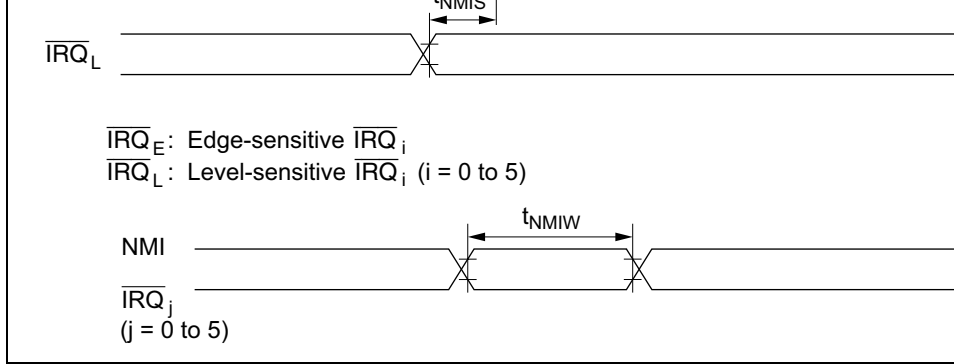 tNMIS
IRQL
IRQE: Edge-sensitive IRQi
IRQL: Level-sensitive IRQi (i = 0 to 5)
tNMIW
NMI
IRQj
(j = 0 to 5)